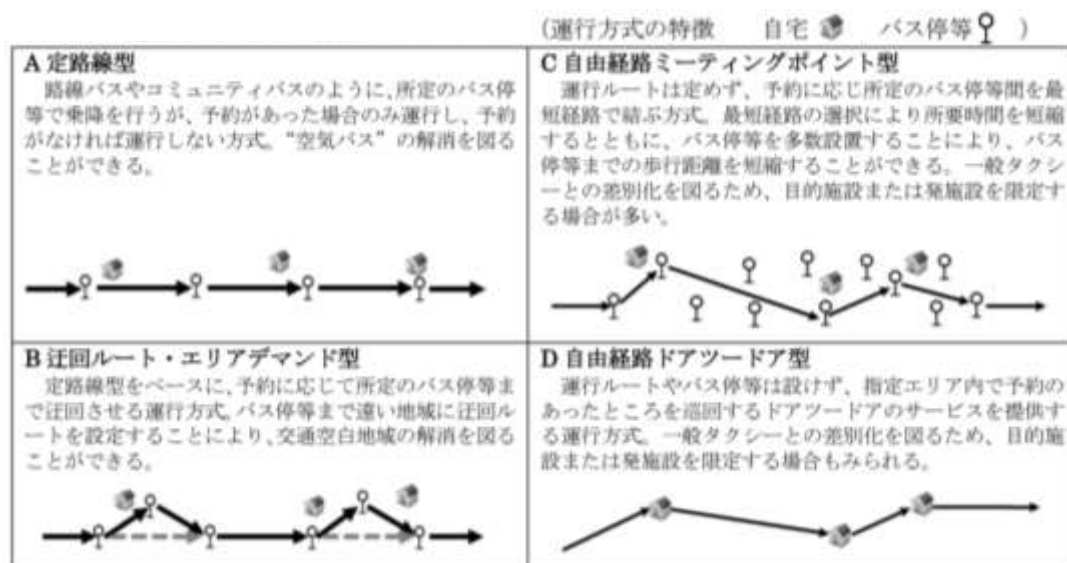 (運行方式の特徴 自宅 バス停等 )
A 定路線型
路線バスやコミュニティバスのように、所定のバス停
等で乗降を行うが、予約があった場合のみ運行し、予約
がなければ運行しない方式。“空気バス”の解消を図る
ことができる。
C 自由経路ミーティングポイント型
運行ルートは定めず、予約に応じ所定のバス停等間を最
短経路で結ぶ方式。最短経路の選択により所要時間を短縮
するとともに、バス停等を多数設置することにより、バス
停等までの歩行距離を短縮することができる。一般タクシ
ーとの差別化を図るため、目的施設または発施設を限定す
る場合が多い。
B 迂回ルート・エリアデマンド型
定路線型をベースに、予約に応じて所定のバス停等ま
で迂回させる運行方式。バス停等まで遠い地域に迂回ル
ートを設定することにより、交通空白地域の解消を図る
ことができる。
D 自由経路ドアツードア型
運行ルートやバス停等は設けず、指定エリア内で予約の
あったところを巡回するドアツードアのサービスを提供す
る運行方式。一般タクシーとの差別化を図るため、目的施
設または発施設を限定する場合もみられる。